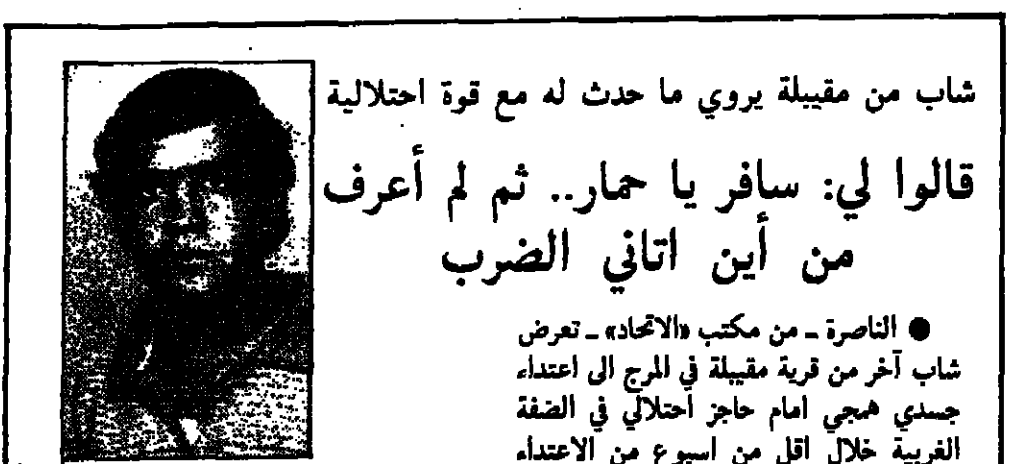 شاب من مقيبلة يروي ما حدث له مع قوة احتلالية
قالوا لي: سافر يا حمار.. ثم لم أعرف
من أين اتاني الضرب
● الناصرة ـ من مكتب «الاتحاد» ـ تعرض
شاب آخر من قرية مقيبلة في المرج الى اعتداء
جسدي همجي امام حاجز أحتلالي في الضفة
الغربية خلال اقل من اسبوع من الاعتداء